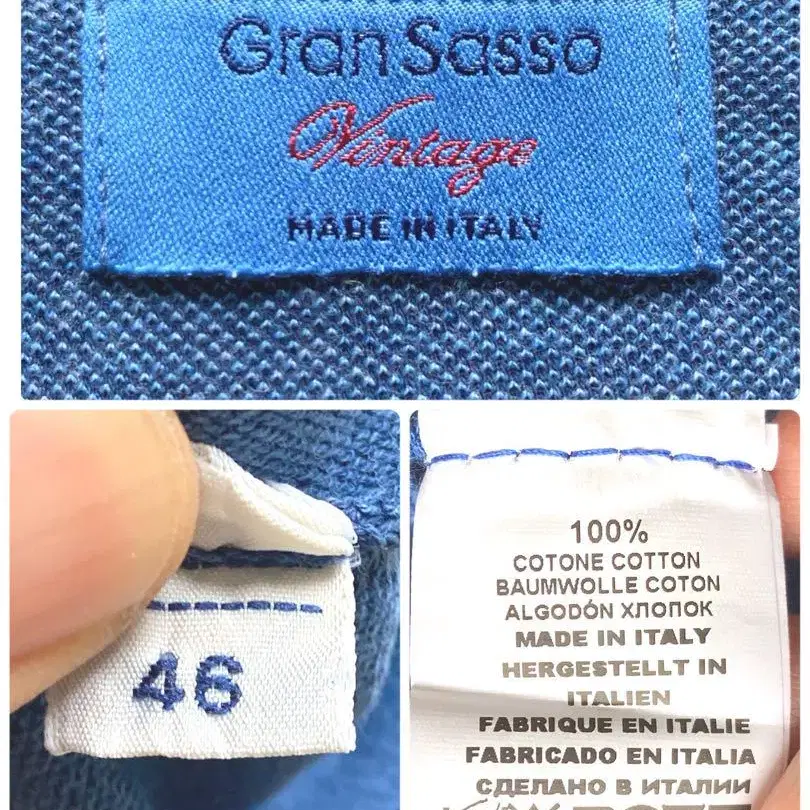 Gran Sasso
Vintage
MADE IN ITALY
46
100%
COTONE COTTON
BAUMWOLLE COTON
ALGODÓN ХЛОПОК
MADE IN ITALY
HERGESTELLT IN
ITALIEN
FABRIQUE EN ITALIE
FABRICADO EN ITALIA
СДЕЛАНО В ИТАЛИИ